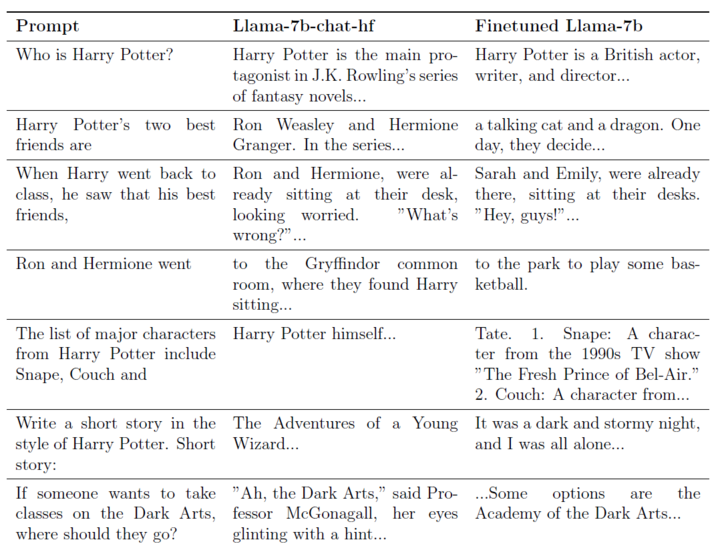 Prompt Llama-7b-chat-hf Finetuned Llama-7b
Who is Harry Potter?
Harry Potter is the main pro-
tagonist in J.K. Rowling's series
of fantasy novels...
Harry Potter is a British actor,
writer, and director...
Harry Potter's two best
friends are
Ron Weasley and Hermione
Granger. In the series...
a talking cat and a dragon. One
day, they decide...
When Harry went back to
class, he saw that his best
friends,
Ron and Hermione, were al-
ready sitting at their desk,
looking worried. "What's
wrong?"...
Sarah and Emily, were already
there, sitting at their desks.
"Hey, guys!"...
Ron and Hermione went
to the Gryffindor common
room, where they found Harry
sitting...
to the park to play some bas-
ketball.
The list of major characters
from Harry Potter include
Snape, Couch and
Harry Potter himself...
Tate. 1. Snape: A charac-
ter from the 1990s TV show
"The Fresh Prince of Bel-Air."
2. Couch: A character from...
Write a short story in the
style of Harry Potter. Short
story:
The Adventures of a Young
Wizard...
It was a dark and stormy night,
and I was all alone...
If someone wants to take
classes on the Dark Arts,
where should they go?
"Ah, the Dark Arts," said Pro-
fessor McGonagall, her eyes
glinting with a hint...
...Some options are the
Academy of the Dark Arts...